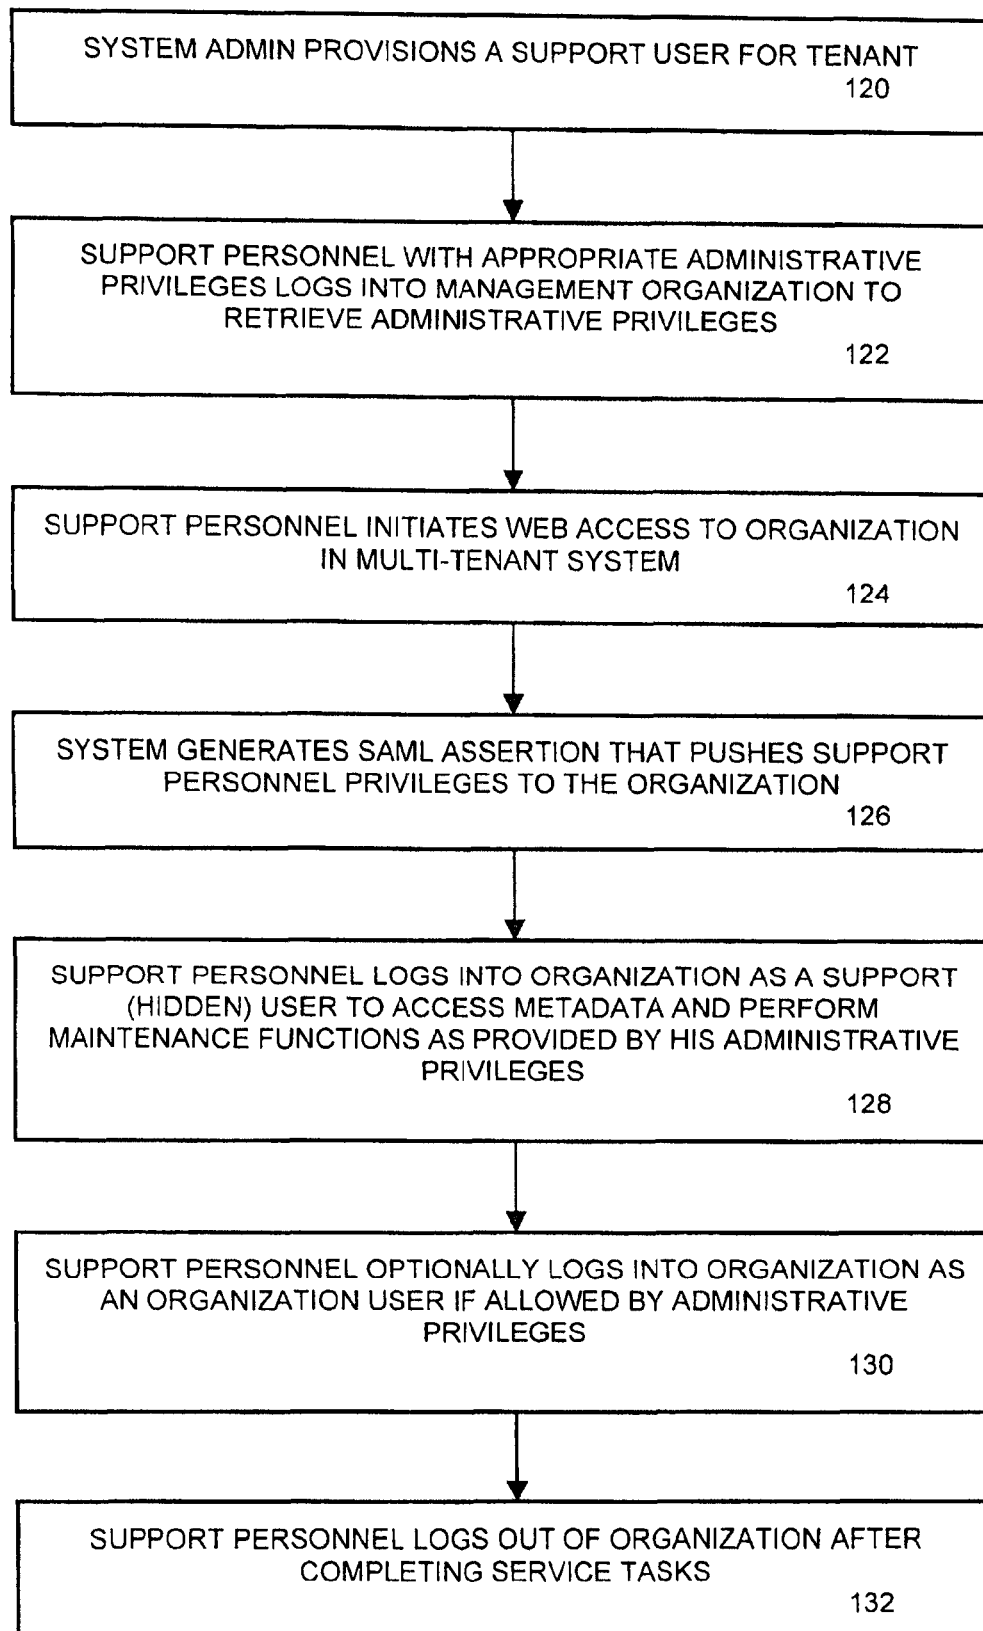 SYSTEM ADMIN PROVISIONS A SUPPORT USER FOR TENANT
120
SUPPORT PERSONNEL WITH APPROPRIATE ADMINISTRATIVE
PRIVILEGES LOGS INTO MANAGEMENT ORGANIZATION TO
RETRIEVE ADMINISTRATIVE PRIVILEGES
122
SUPPORT PERSONNEL INITIATES WEB ACCESS TO ORGANIZATION
IN MULTI-TENANT SYSTEM
124
SYSTEM GENERATES SAML ASSERTION THAT PUSHES SUPPORT
PERSONNEL PRIVILEGES TO THE ORGANIZATION
126
SUPPORT PERSONNEL LOGS INTO ORGANIZATION AS A SUPPORT
(HIDDEN) USER TO ACCESS METADATA AND PERFORM
MAINTENANCE FUNCTIONS AS PROVIDED BY HIS ADMINISTRATIVE
PRIVILEGES
128
SUPPORT PERSONNEL OPTIONALLY LOGS INTO ORGANIZATION AS
AN ORGANIZATION USER IF ALLOWED BY ADMINISTRATIVE
PRIVILEGES
130
SUPPORT PERSONNEL LOGS OUT OF ORGANIZATION AFTER
COMPLETING SERVICE TASKS
132